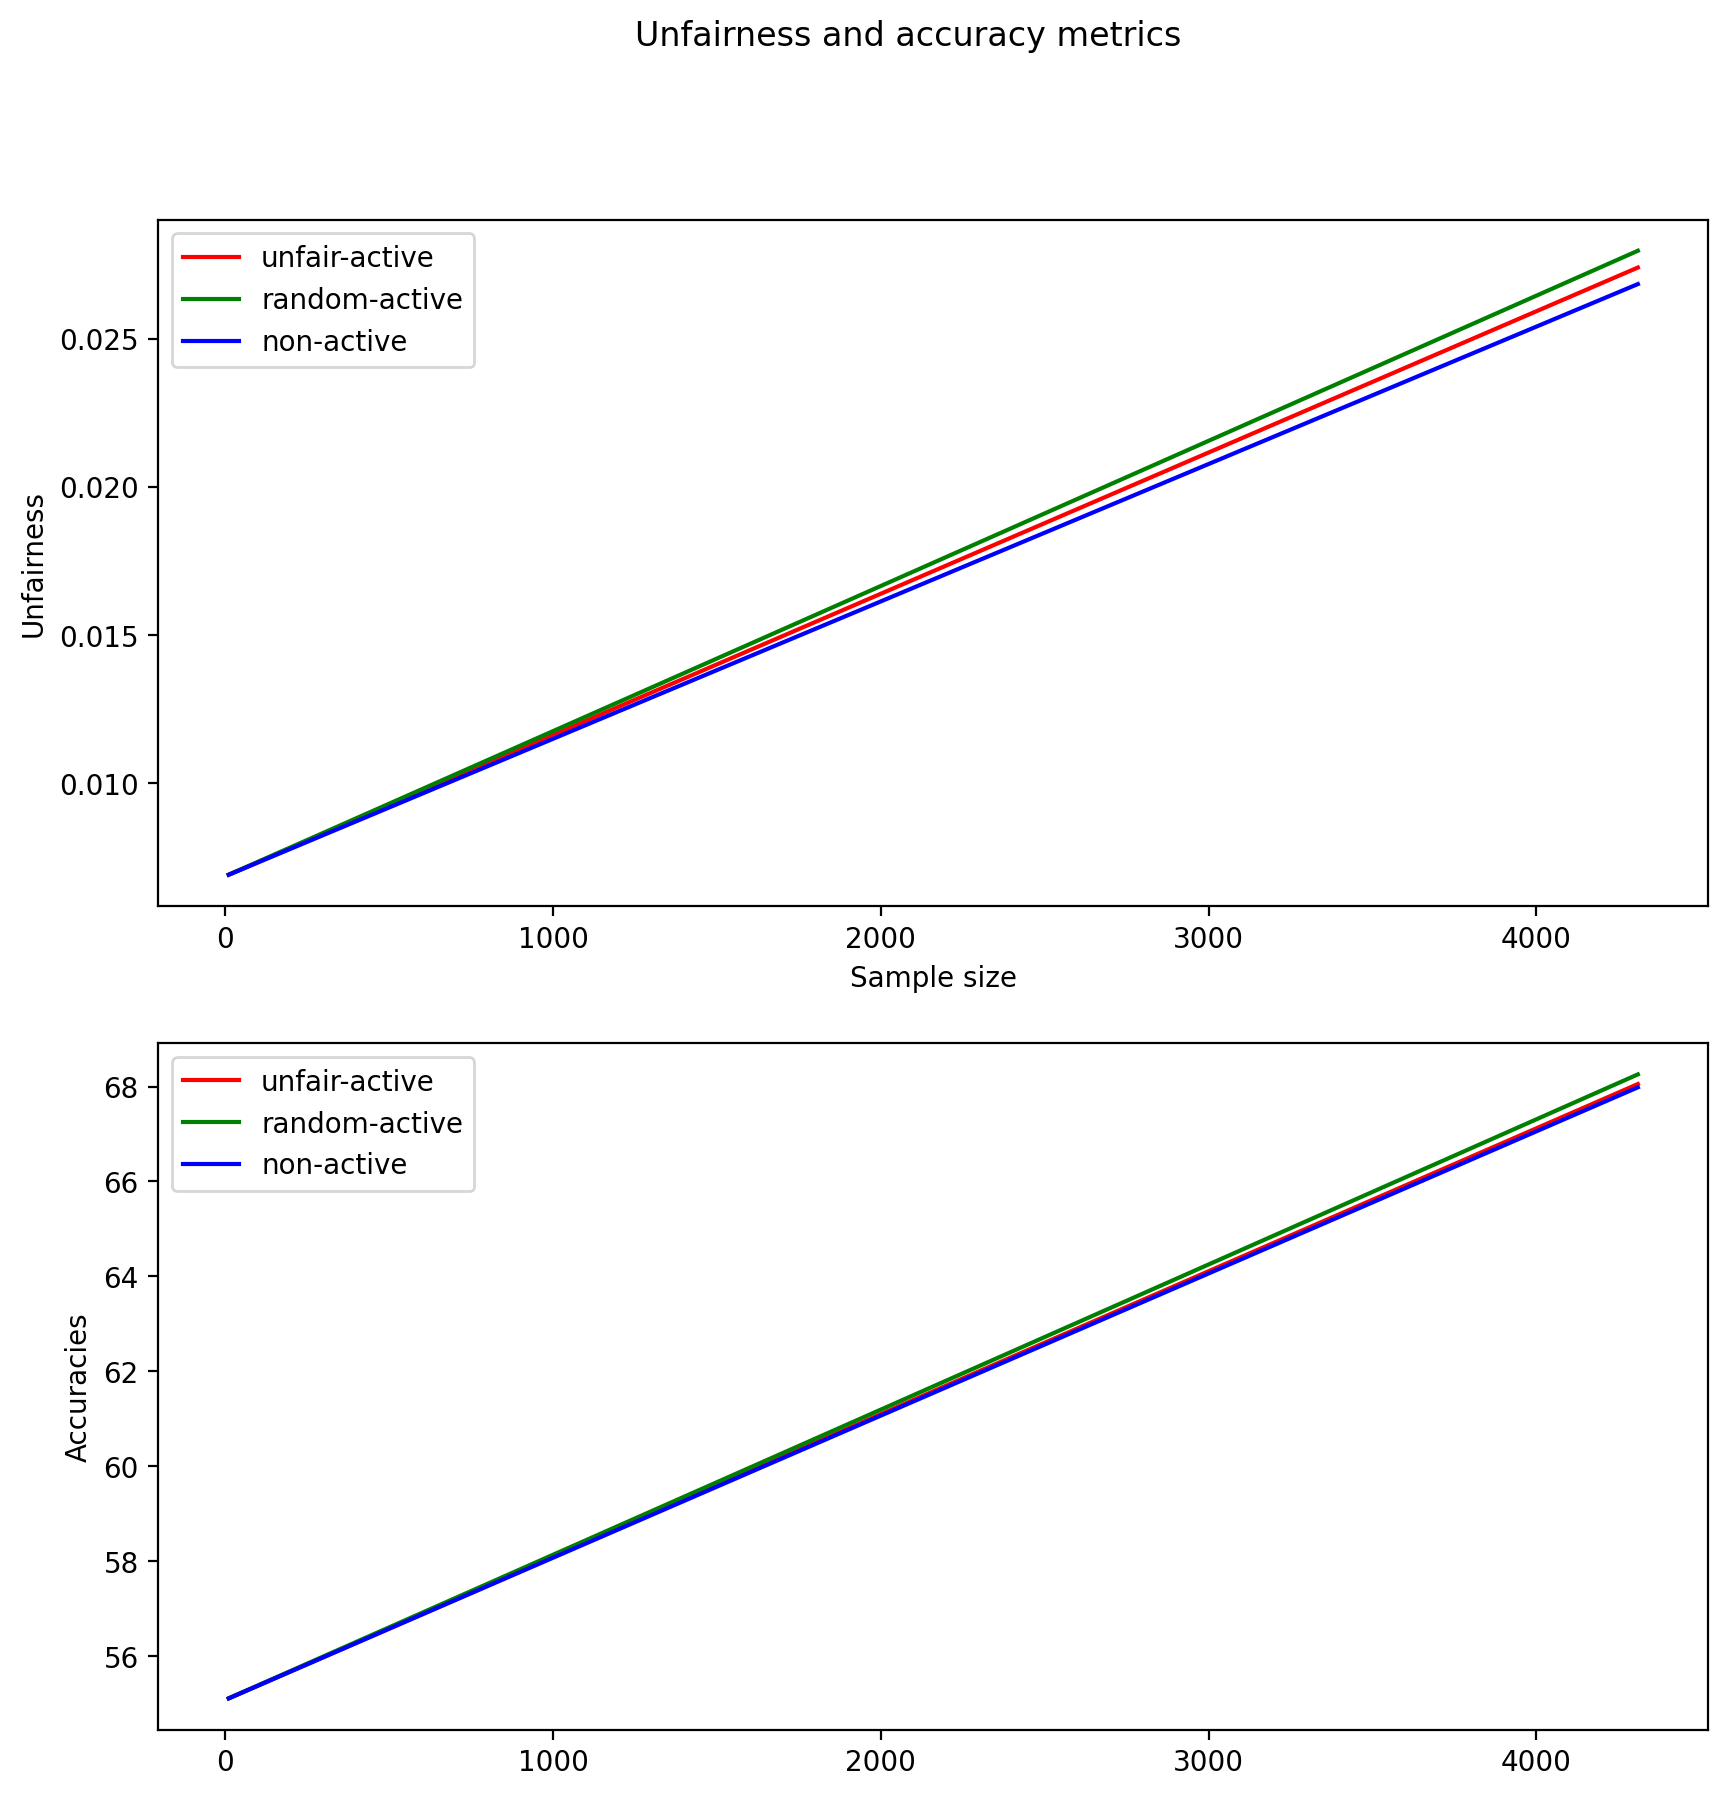 Unfairness and accuracy metrics
unfair-active
random-active
non-active
0.025
0.020
0.015
0.010
Unfairness
0 1000 2000 3000 4000
Sample size
unfair-active
random-active
non-active
68
66
64
62
60
58
56
Accuracies
0 1000 2000 3000 4000